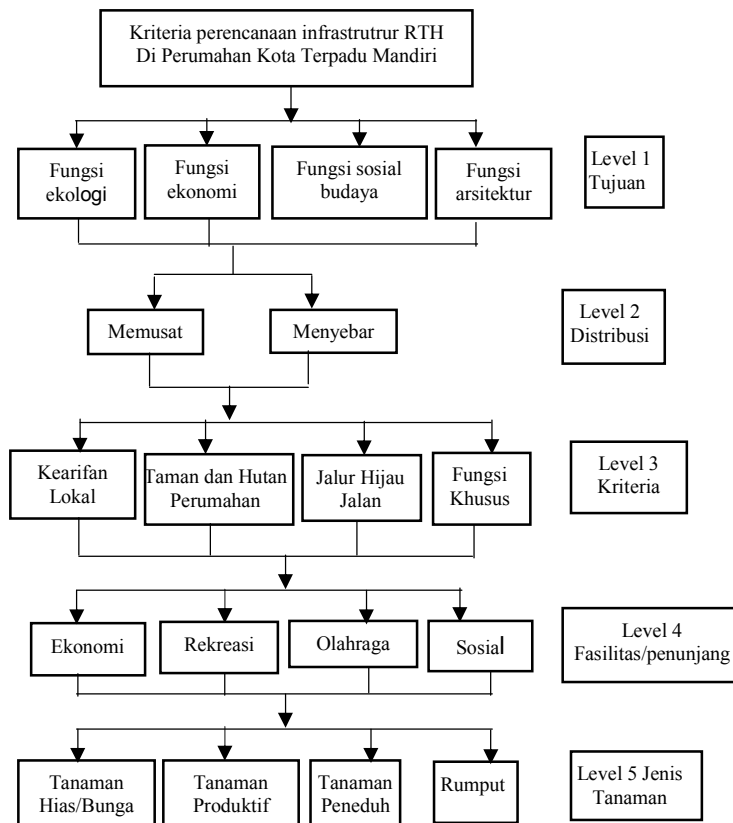 Kriteria perencanaan infrastrutrur RTH
Di Perumahan Kota Terpadu Mandiri
Fungsi
ekologi
Fungsi
ekonomi
Fungsi sosial
budaya
Fungsi
arsitektur
Level 1
Tujuan
Memusat
Menyebar
Level 2
Distribusi
Kearifan
Lokal
Taman dan Hutan
Perumahan
Jalur Hijau
Jalan
Fungsi
Khusus
Level 3
Kriteria
Ekonomi
Rekreasi
Olahraga
Sosial
Level 4
Fasilitas/penunjang
Tanaman
Hias/Bunga
Tanaman
Produktif
Tanaman
Peneduh
Rumput
Level 5 Jenis
Tanaman